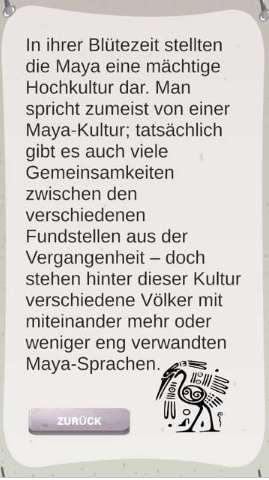 In ihrer Blütezeit stellten
die Maya eine mächtige
Hochkultur dar. Man
spricht zumeist von einer
Maya-Kultur; tatsächlich
gibt es auch viele
Gemeinsamkeiten
zwischen den
verschiedenen
Fundstellen aus der
Vergangenheit – doch
stehen hinter dieser Kultur
verschiedene Völker mit
miteinander mehr oder
weniger eng verwandten
Maya-Sprachen.
ZURÜCK